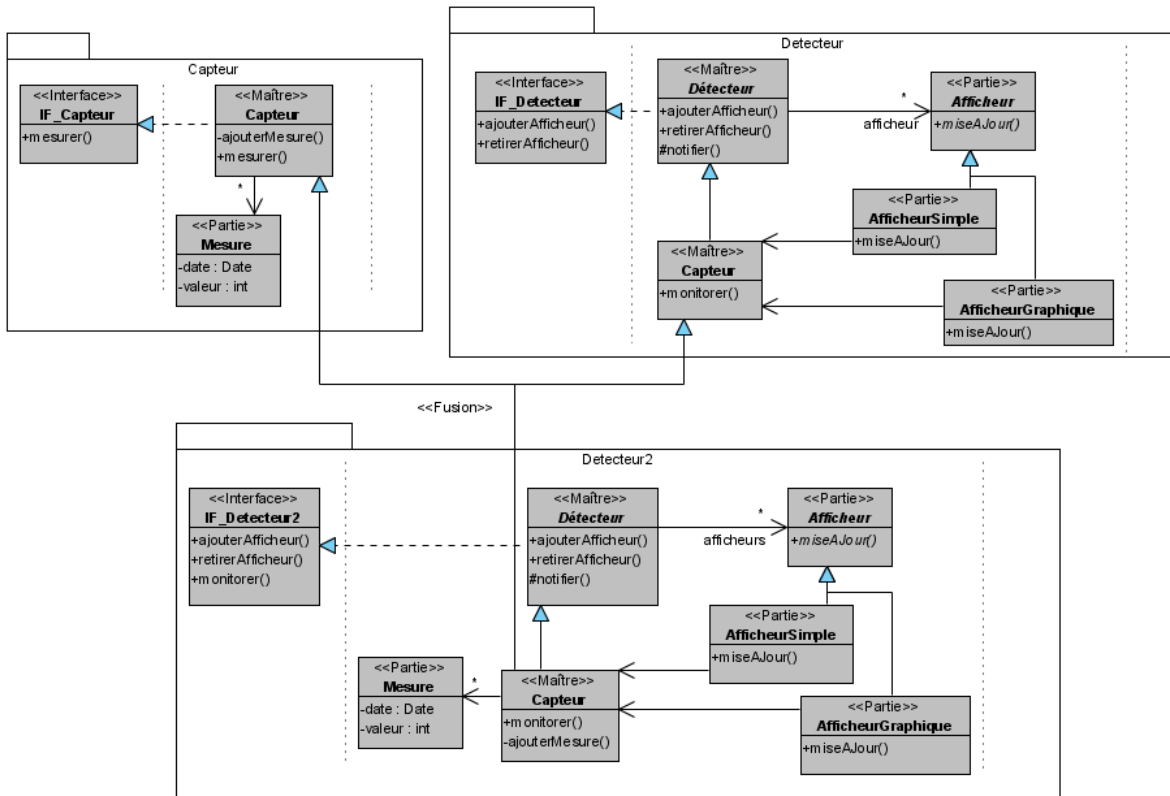 Capteur
<<Interface>>
IF_Capteur
+mesurer()
<<Maître>>
Capteur
-ajouterMesure()
+mesurer()
*
<<Partie>>
Mesure
-date : Date
-valeur : int
Detecteur
<<Interface>>
IF_Detecteur
+ajouterAfficheur()
+retirerAfficheur()
<<Maître>>
Détecteur
+ajouterAfficheur()
+retirerAfficheur()
#notifier()
*
afficheur
<<Partie>>
Afficheur
+miseAJour()
<<Partie>>
AfficheurSimple
+miseAJour()
<<Maître>>
Capteur
+monitorer()
<<Partie>>
AfficheurGraphique
+miseAJour()
<<Fusion>>
Detecteur2
<<Interface>>
IF_Detecteur2
+ajouterAfficheur()
+retirerAfficheur()
+monitorer()
<<Maître>>
Détecteur
+ajouterAfficheur()
+retirerAfficheur()
#notifier()
*
afficheurs
<<Partie>>
Afficheur
+miseAJour()
<<Partie>>
AfficheurSimple
+miseAJour()
<<Partie>>
Mesure
-date : Date
-valeur : int
*
<<Maître>>
Capteur
+monitorer()
-ajouterMesure()
<<Partie>>
AfficheurGraphique
+miseAJour()